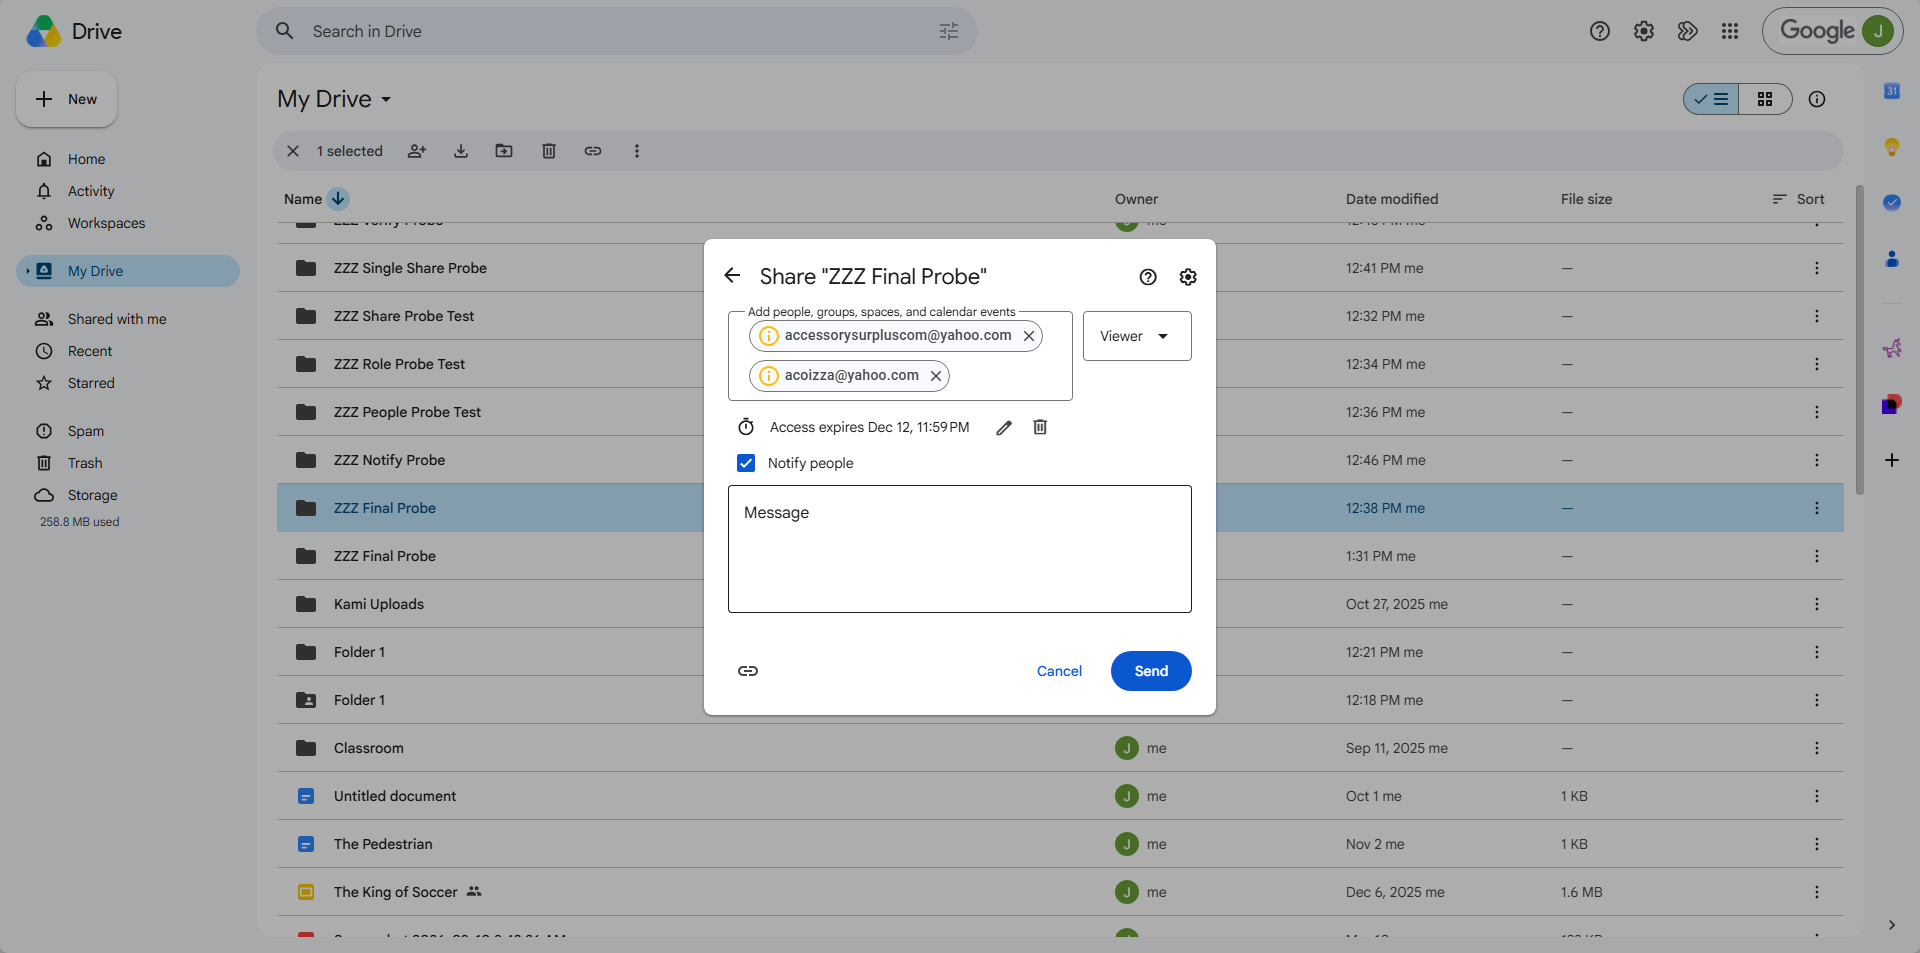 Drive
Search in Drive
Google
J
New
My Drive
31
1 selected
Home
Activity
Workspaces
My Drive
Shared with me
Recent
Starred
Spam
Trash
Storage
258.8 MB used
Name
Owner
Date modified
File size
Sort
ZZZ Single Share Probe
12:41 PM me
—
ZZZ Share Probe Test
12:32 PM me
—
ZZZ Role Probe Test
12:34 PM me
—
ZZZ People Probe Test
12:36 PM me
—
ZZZ Notify Probe
12:46 PM me
—
ZZZ Final Probe
12:38 PM me
—
ZZZ Final Probe
1:31 PM me
—
Kami Uploads
Oct 27, 2025 me
—
Folder 1
12:21 PM me
—
Folder 1
12:18 PM me
—
Classroom
J me
Sep 11, 2025 me
—
Untitled document
J me
Oct 1 me
1 KB
The Pedestrian
J me
Nov 2 me
1 KB
The King of Soccer
J me
Dec 6, 2025 me
1.6 MB
Share "ZZZ Final Probe"
Add people, groups, spaces, and calendar events
accessorysurpluscom@yahoo.com
acoizza@yahoo.com
Viewer
Access expires Dec 12, 11:59 PM
Notify people
Message
Cancel
Send